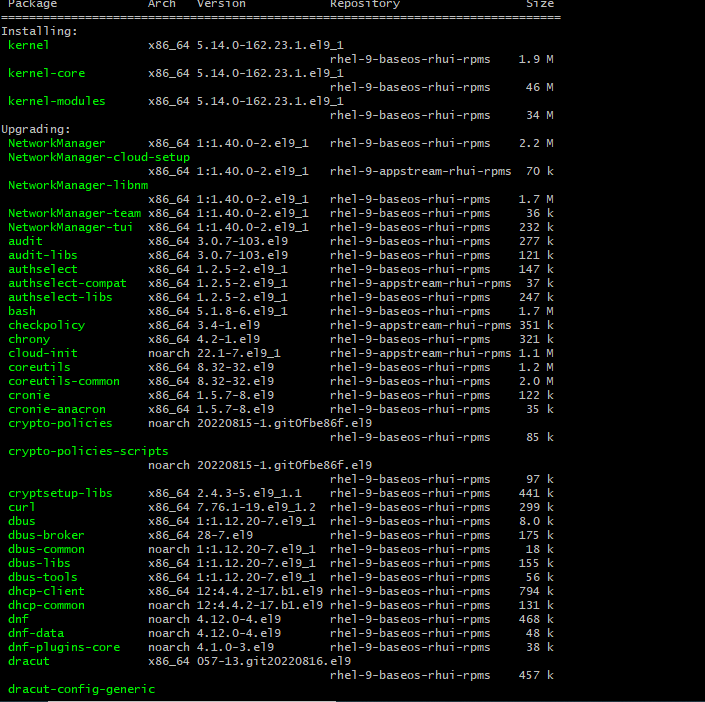 Package Arch Version Repository Size
================================================================================
Installing:
kernel x86_64 5.14.0-162.23.1.el9_1
rhel-9-baseos-rhui-rpms 1.9 M
kernel-core x86_64 5.14.0-162.23.1.el9_1
rhel-9-baseos-rhui-rpms 46 M
kernel-modules x86_64 5.14.0-162.23.1.el9_1
rhel-9-baseos-rhui-rpms 34 M
Upgrading:
NetworkManager x86_64 1:1.40.0-2.el9_1 rhel-9-baseos-rhui-rpms 2.2 M
NetworkManager-cloud-setup
x86_64 1:1.40.0-2.el9_1 rhel-9-appstream-rhui-rpms 70 k
NetworkManager-libnm
x86_64 1:1.40.0-2.el9_1 rhel-9-baseos-rhui-rpms 1.7 M
NetworkManager-team x86_64 1:1.40.0-2.el9_1 rhel-9-baseos-rhui-rpms 36 k
NetworkManager-tui x86_64 1:1.40.0-2.el9_1 rhel-9-baseos-rhui-rpms 232 k
audit x86_64 3.0.7-103.el9 rhel-9-baseos-rhui-rpms 277 k
audit-libs x86_64 3.0.7-103.el9 rhel-9-baseos-rhui-rpms 121 k
authselect x86_64 1.2.5-2.el9_1 rhel-9-baseos-rhui-rpms 147 k
authselect-compat x86_64 1.2.5-2.el9_1 rhel-9-appstream-rhui-rpms 37 k
authselect-libs x86_64 1.2.5-2.el9_1 rhel-9-baseos-rhui-rpms 247 k
bash x86_64 5.1.8-6.el9_1 rhel-9-baseos-rhui-rpms 1.7 M
checkpolicy x86_64 3.4-1.el9 rhel-9-appstream-rhui-rpms 351 k
chrony x86_64 4.2-1.el9 rhel-9-baseos-rhui-rpms 321 k
cloud-init noarch 22.1-7.el9_1 rhel-9-appstream-rhui-rpms 1.1 M
coreutils x86_64 8.32-32.el9 rhel-9-baseos-rhui-rpms 1.2 M
coreutils-common x86_64 8.32-32.el9 rhel-9-baseos-rhui-rpms 2.0 M
cronie x86_64 1.5.7-8.el9 rhel-9-baseos-rhui-rpms 122 k
cronie-anacron x86_64 1.5.7-8.el9 rhel-9-baseos-rhui-rpms 35 k
crypto-policies noarch 20220815-1.git0fbe86f.el9
rhel-9-baseos-rhui-rpms 85 k
crypto-policies-scripts
noarch 20220815-1.git0fbe86f.el9
rhel-9-baseos-rhui-rpms 97 k
cryptsetup-libs x86_64 2.4.3-5.el9_1.1 rhel-9-baseos-rhui-rpms 441 k
curl x86_64 7.76.1-19.el9_1.2 rhel-9-baseos-rhui-rpms 299 k
dbus x86_64 1:1.12.20-7.el9_1 rhel-9-baseos-rhui-rpms 8.0 k
dbus-broker x86_64 28-7.el9 rhel-9-baseos-rhui-rpms 175 k
dbus-common noarch 1:1.12.20-7.el9_1 rhel-9-baseos-rhui-rpms 18 k
dbus-libs x86_64 1:1.12.20-7.el9_1 rhel-9-baseos-rhui-rpms 155 k
dbus-tools x86_64 1:1.12.20-7.el9_1 rhel-9-baseos-rhui-rpms 56 k
dhcp-client x86_64 12:4.4.2-17.b1.el9 rhel-9-baseos-rhui-rpms 794 k
dhcp-common noarch 12:4.4.2-17.b1.el9 rhel-9-baseos-rhui-rpms 131 k
dnf noarch 4.12.0-4.el9 rhel-9-baseos-rhui-rpms 468 k
dnf-data noarch 4.12.0-4.el9 rhel-9-baseos-rhui-rpms 48 k
dnf-plugins-core noarch 4.1.0-3.el9 rhel-9-baseos-rhui-rpms 38 k
dracut x86_64 057-13.git20220816.el9
rhel-9-baseos-rhui-rpms 457 k
dracut-config-generic